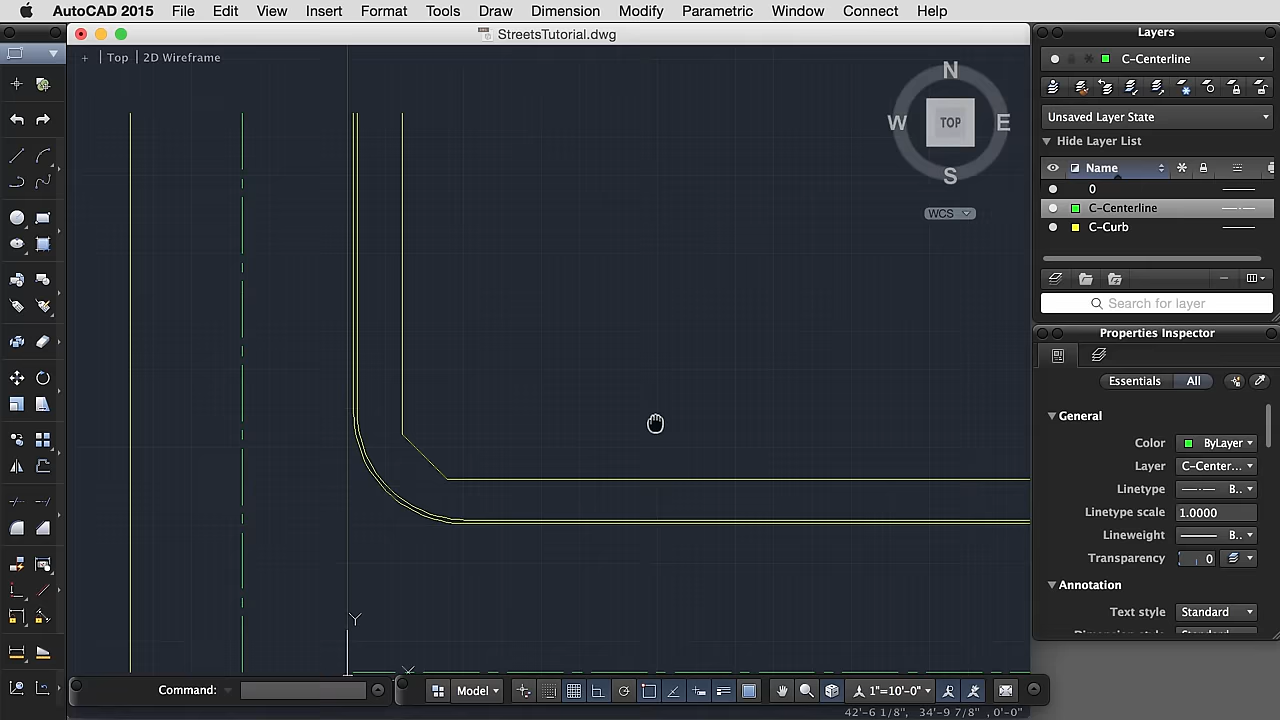 AutoCAD 2015 File Edit View Insert Format Tools Draw Dimension Modify Parametric Window Connect Help
StreetsTutorial.dwg
+ | Top | 2D Wireframe
N
W TOP E
S
WCS
Y
X
Layers
C-Centerline
Unsaved Layer State
Hide Layer List
Name
0
C-Centerline
C-Curb
Search for layer
Properties Inspector
Essentials All
General
Color ByLayer
Layer C-Center...
Linetype B..
Linetype scale 1.0000
Lineweight B..
Transparency 0
Annotation
Text style Standard
Command: Model 1"=10'-0"
42'-6 1/8", 34'-9 7/8" ,0'-0"